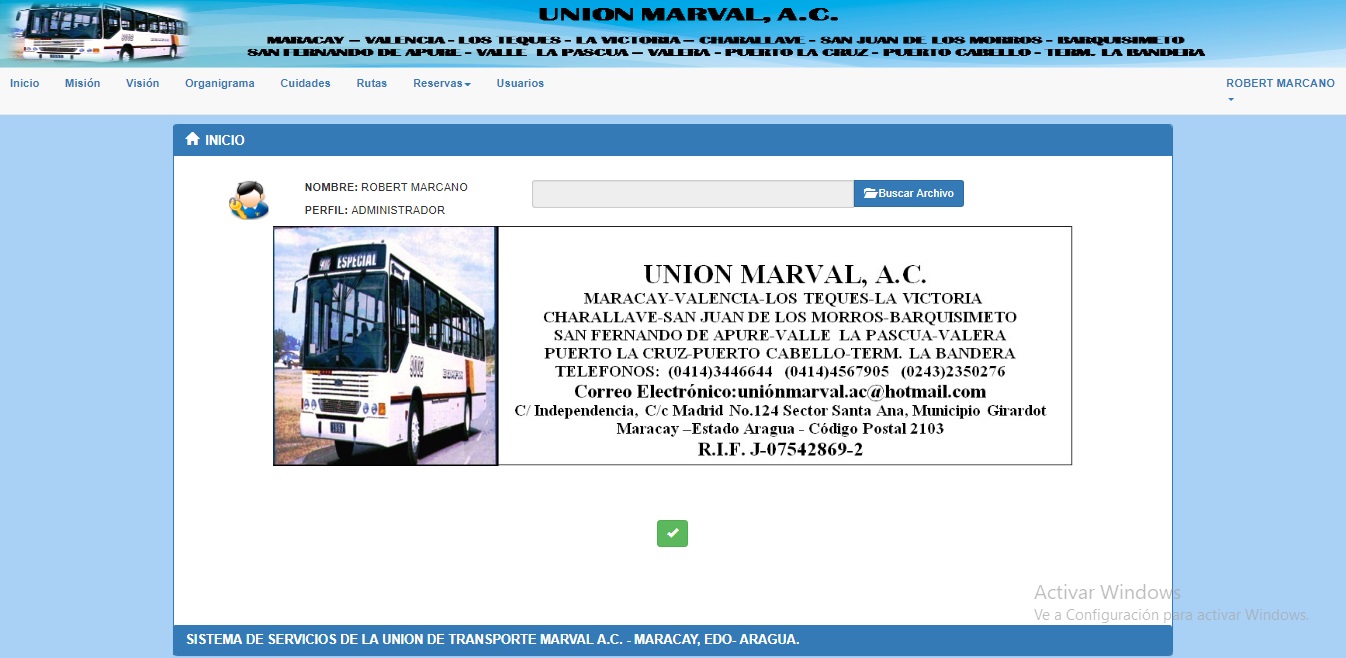 UNION MARVAL, A.C.
MARACAY – VALENCIA - LOS TEQUES - LA VICTORIA – CHARALLAVE - SAN JUAN DE LOS MORROS - BARQUISIMETO
SAN FERNANDO DE APURE - VALLE LA PASCUA – VALERA - PUERTO LA CRUZ - PUERTO CABELLO - TERM. LA BANDERA
Inicio Misión Visión Organigrama Cuidades Rutas Reservas Usuarios ROBERT MARCANO
INICIO
NOMBRE: ROBERT MARCANO
PERFIL: ADMINISTRADOR
Buscar Archivo
ESPECIAL
UNION MARVAL, A.C.
MARACAY-VALENCIA-LOS TEQUES-LA VICTORIA
CHARALLAVE-SAN JUAN DE LOS MORROS-BARQUISIMETO
SAN FERNANDO DE APURE-VALLE LA PASCUA-VALERA
PUERTO LA CRUZ-PUERTO CABELLO-TERM. LA BANDERA
TELEFONOS: (0414)3446644 (0414)4567905 (0243)2350276
Correo Electrónico:uniónmarval.ac@hotmail.com
C/ Independencia, C/c Madrid No.124 Sector Santa Ana, Municipio Girardot
Maracay –Estado Aragua - Código Postal 2103
R.I.F. J-07542869-2
Activar Windows
Ve a Configuración para activar Windows.
SISTEMA DE SERVICIOS DE LA UNION DE TRANSPORTE MARVAL A.C. - MARACAY, EDO- ARAGUA.